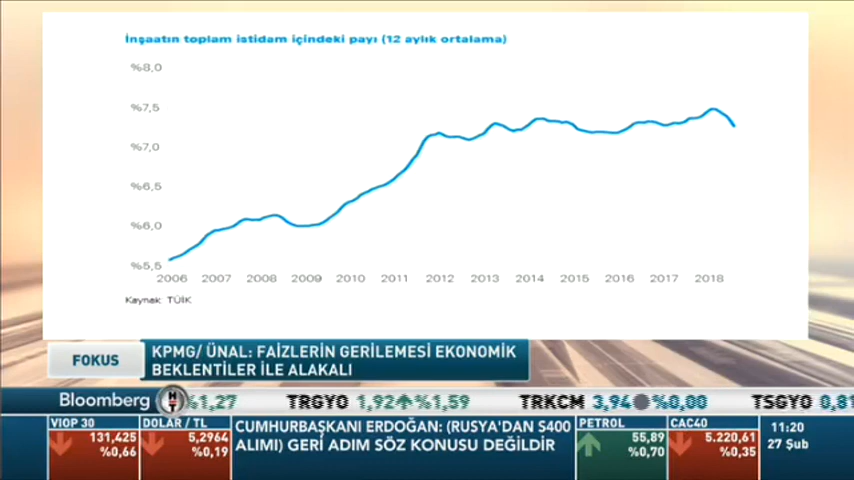 İnşaatın toplam istidam içindeki payı (12 aylık ortalama)
%8,0
%7,5
%7,0
%6,5
%6,0
%5,5
2006 2007 2008 2009 2010 2011 2012 2013 2014 2015 2016 2017 2018
Kaynak: TÜİK
FOKUS
KPMG/ ÜNAL: FAİZLERİN GERİLEMESİ EKONOMİK
BEKLENTİLER İLE ALAKALI
Bloomberg HT %1,27 TRGYO 1,92 %1,59 TRKCM 3,94 %0,00 TSGYO 0,81
VIOP 30
131,425
%0,66
DOLAR / TL
5,2964
%0,19
CUMHURBAŞKANI ERDOĞAN: (RUSYA'DAN S400
ALIMI) GERİ ADIM SÖZ KONUSU DEĞİLDİR
PETROL
55,89
%0,70
CAC40
5.220,61
%0,35
11:20
27 Şub